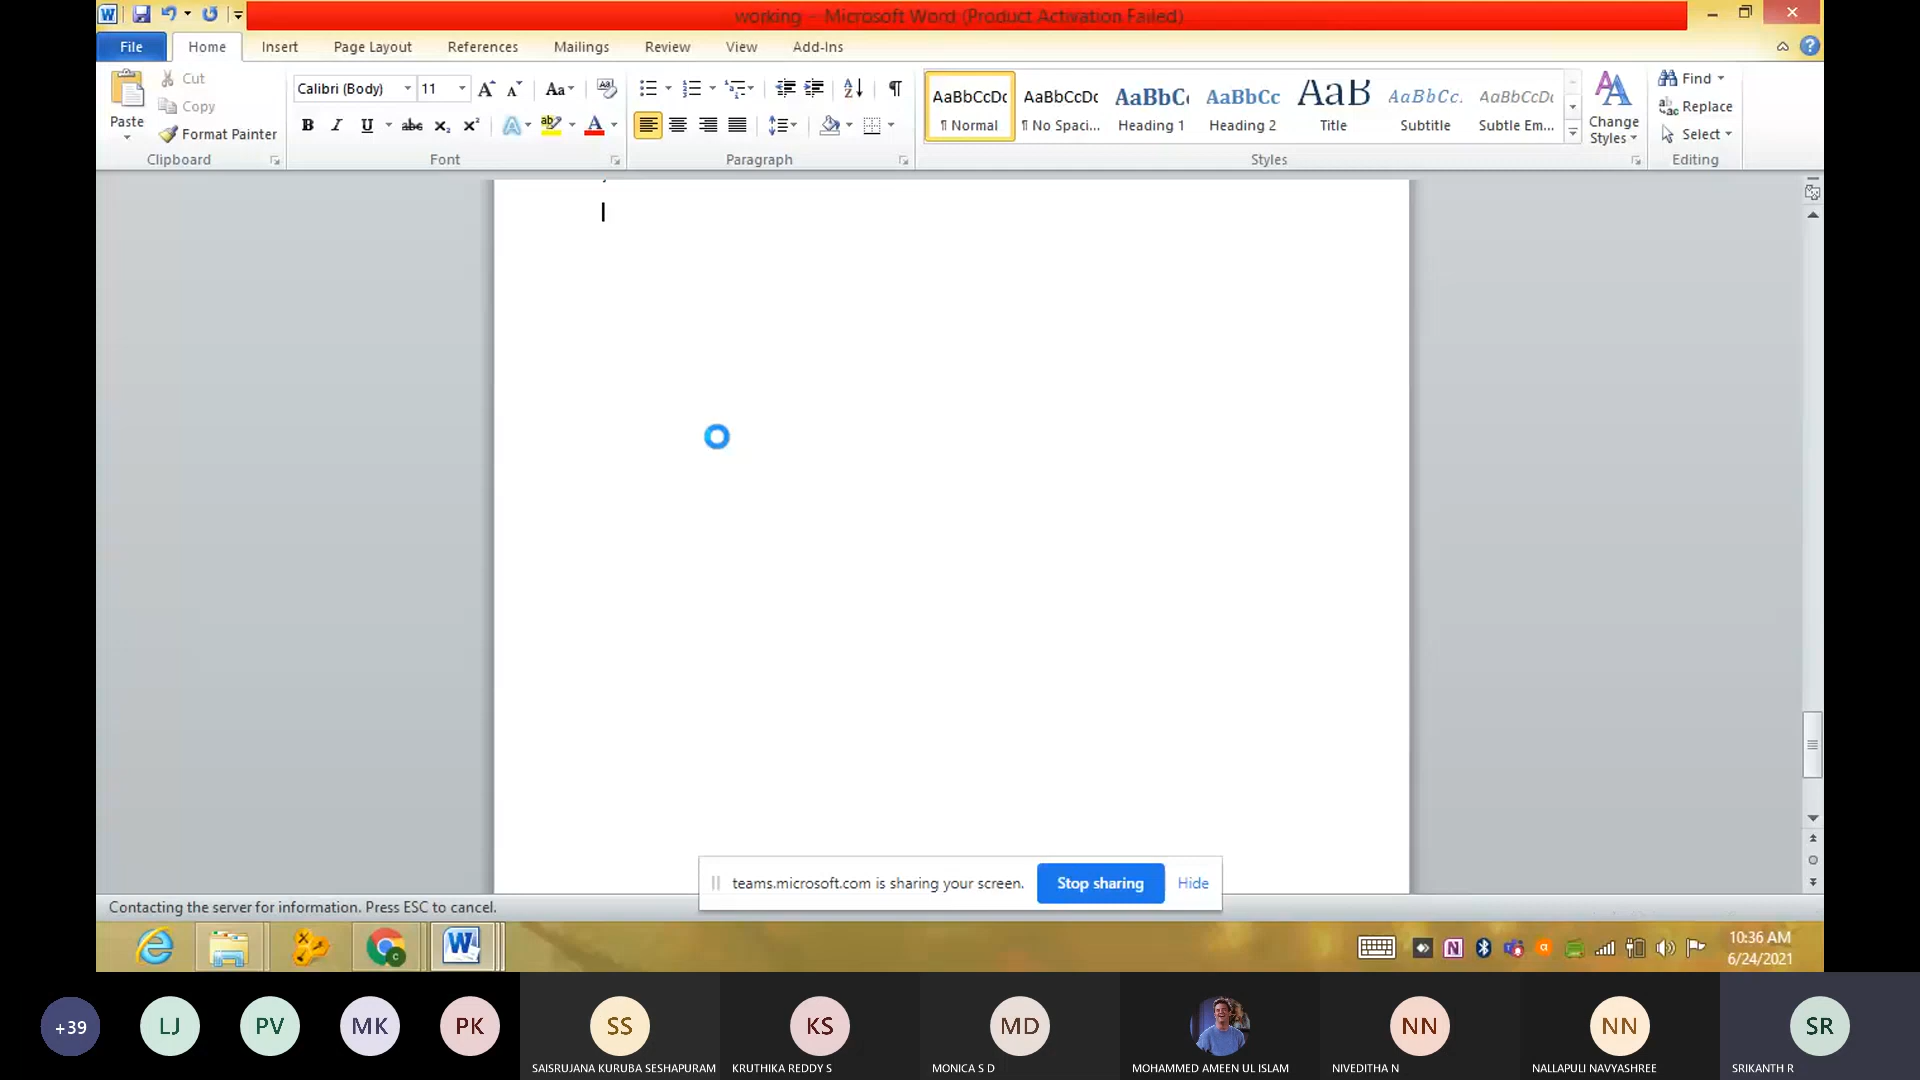 working - Microsoft Word (Product Activation Failed)
File Home Insert Page Layout References Mailings Review View Add-Ins
Paste
Cut
Copy
Format Painter
Clipboard
Calibri (Body) 11
Font
Paragraph
AaBbCcDc AaBbCcDc AaBbC AaBbCc AaB AaBbCc. AaBbCcDc
¶ Normal ¶ No Spaci... Heading 1 Heading 2 Title Subtitle Subtle Em...
Change
Styles
Styles
Find
Replace
Select
Editing
teams.microsoft.com is sharing your screen. Stop sharing Hide
Contacting the server for information. Press ESC to cancel.
10:36 AM
6/24/2021
+39 LJ PV MK PK SS KS MD NN NN SR
SAISRUJANA KURUBA SESHAPURAM KRUTHIKA REDDY S MONICA S D MOHAMMED AMEEN UL ISLAM NIVEDITHA N NALLAPULI NAVYASHREE SRIKANTH R